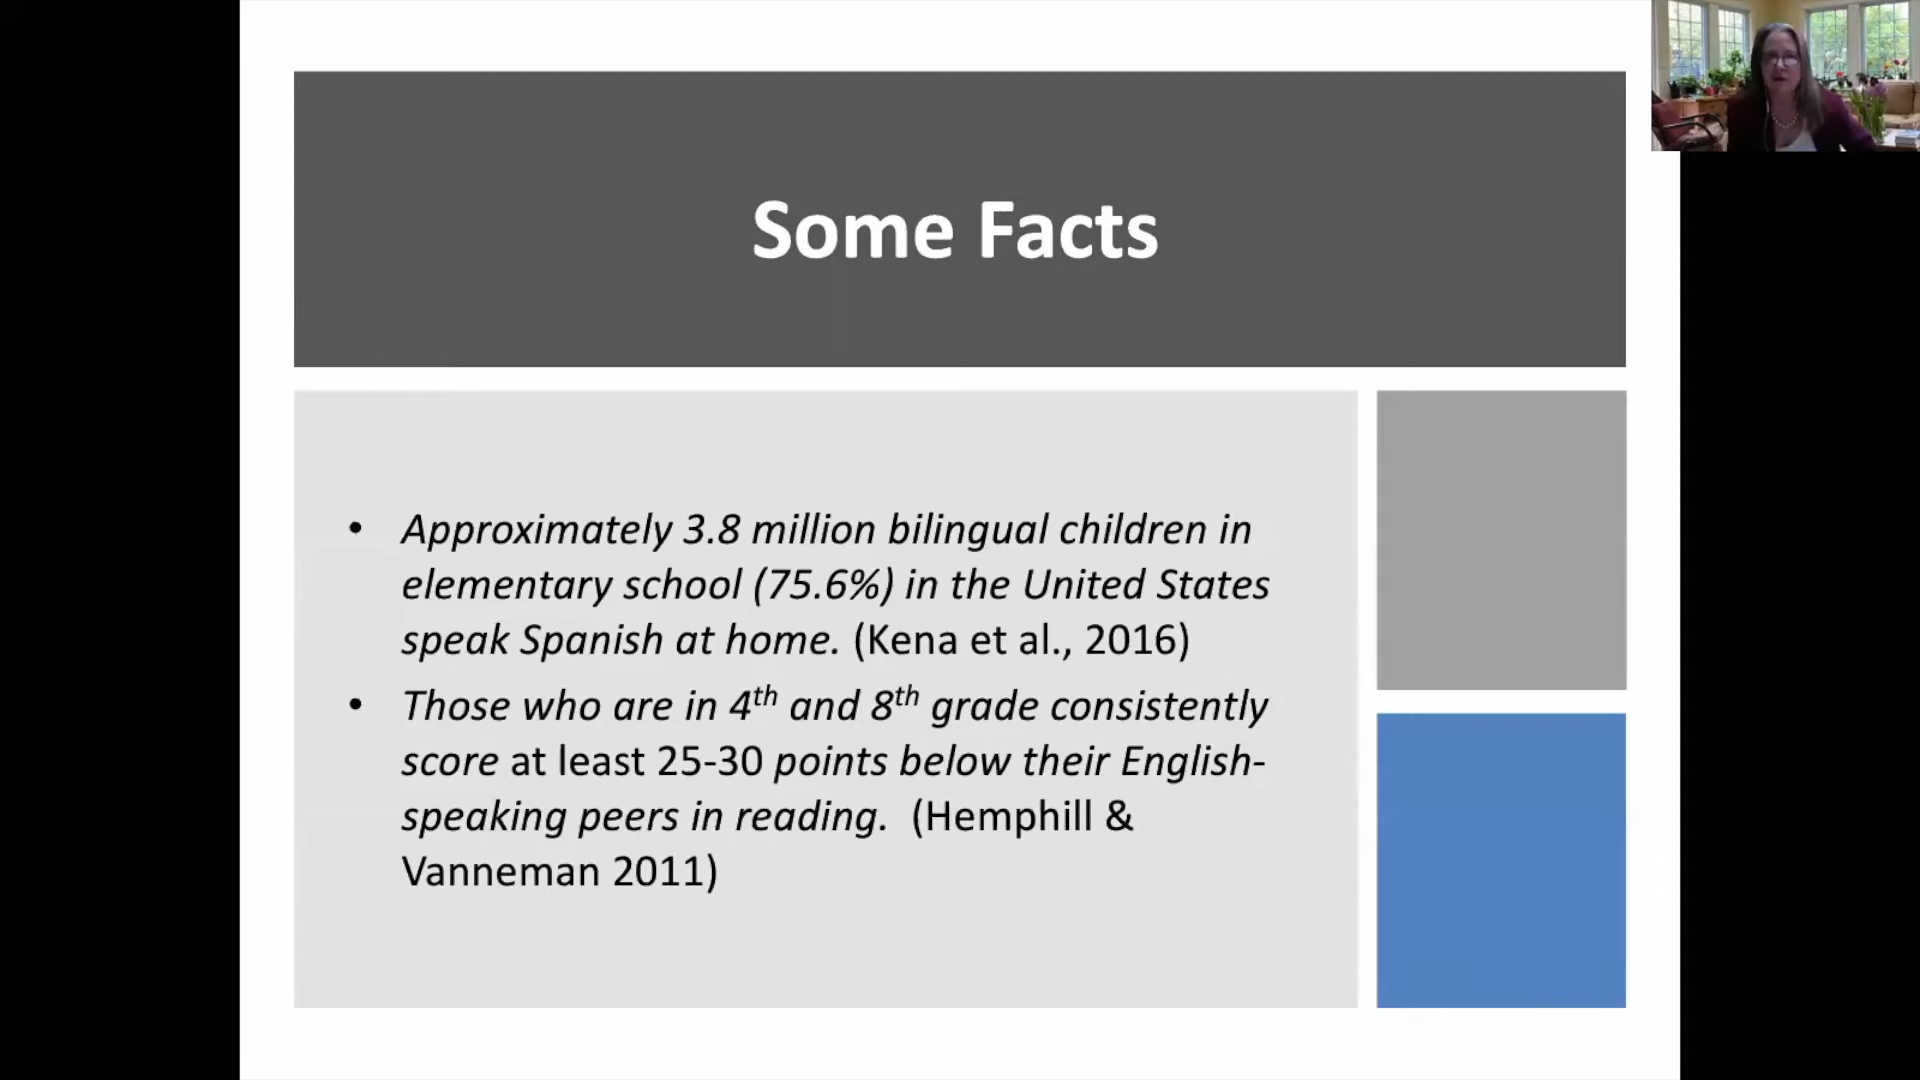 Some Facts
• Approximately 3.8 million bilingual children in
elementary school (75.6%) in the United States
speak Spanish at home. (Kena et al., 2016)
• Those who are in 4th and 8th grade consistently
score at least 25-30 points below their English-
speaking peers in reading. (Hemphill &
Vanneman 2011)